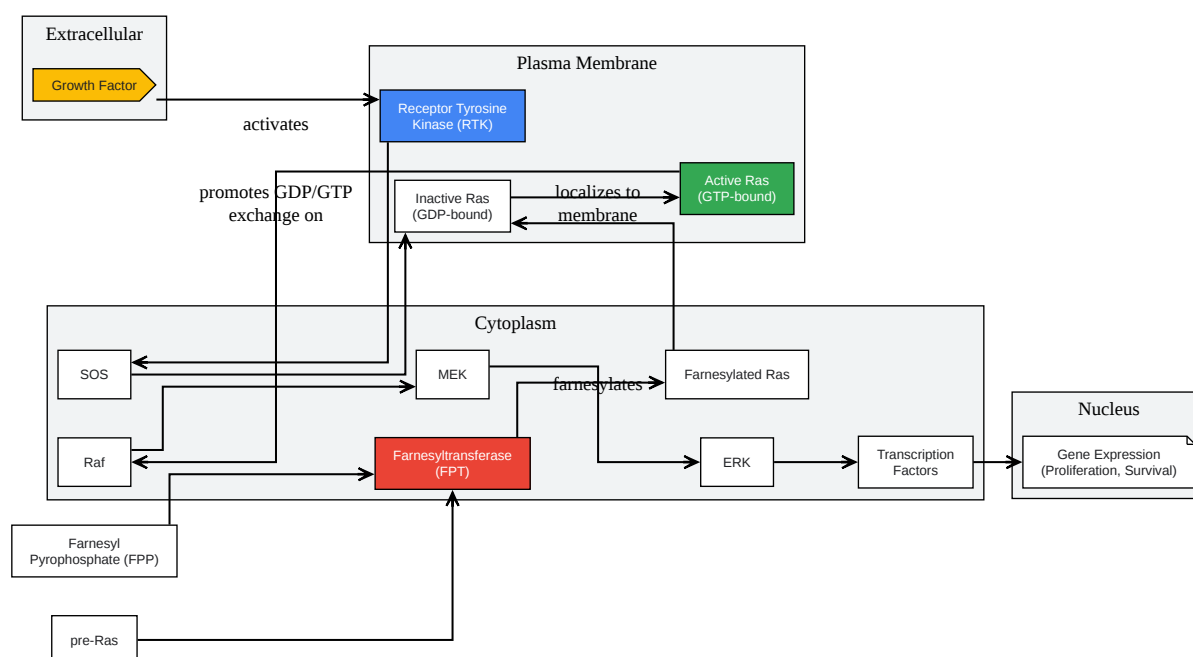 Extracellular
Growth Factor
activates
Plasma Membrane
Receptor Tyrosine
Kinase (RTK)
promotes GDP/GTP
exchange on
Inactive Ras
(GDP-bound)
localizes to
membrane
Active Ras
(GTP-bound)
Cytoplasm
SOS
MEK
farnesylates
Farnesylated Ras
Raf
Farnesyltransferase
(FPT)
ERK
Transcription
Factors
Nucleus
Gene Expression
(Proliferation, Survival)
Farnesyl
Pyrophosphate (FPP)
pre-Ras